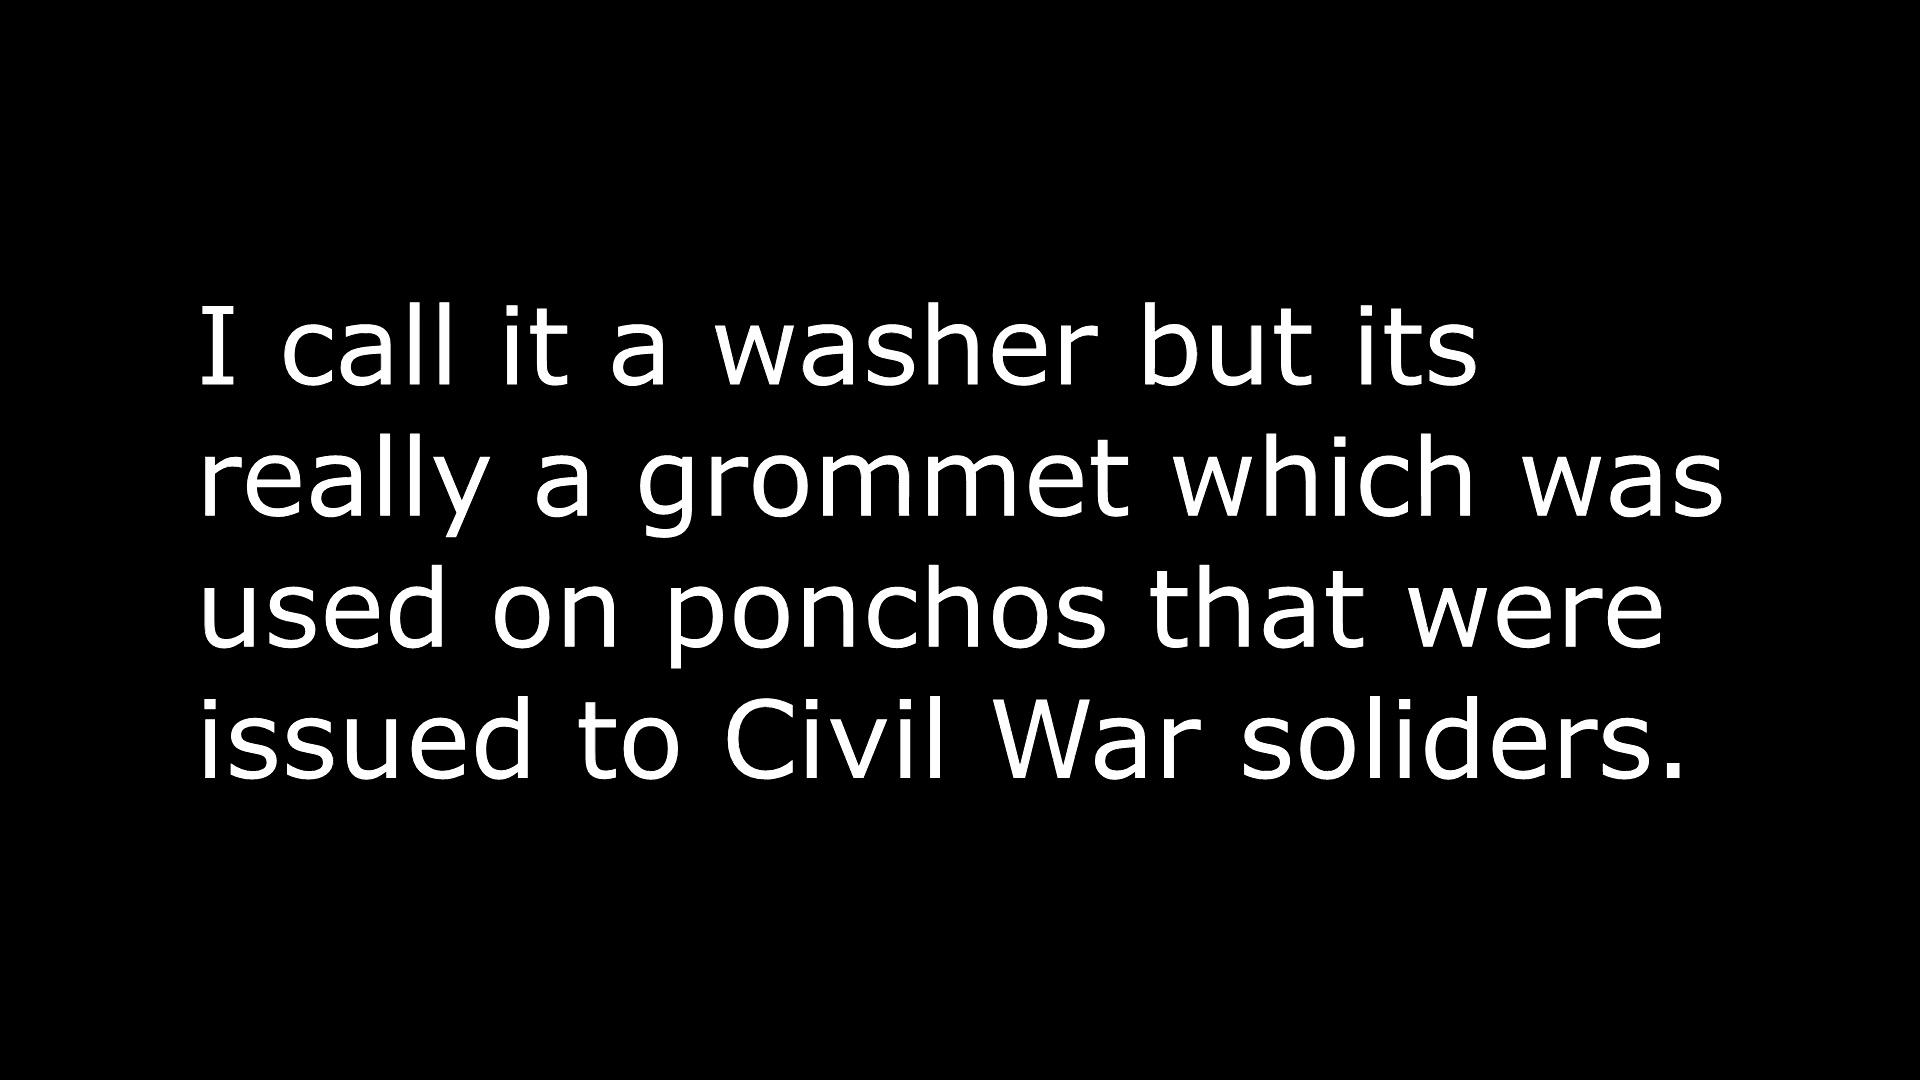 I call it a washer but its
really a grommet which was
used on ponchos that were
issued to Civil War soliders.